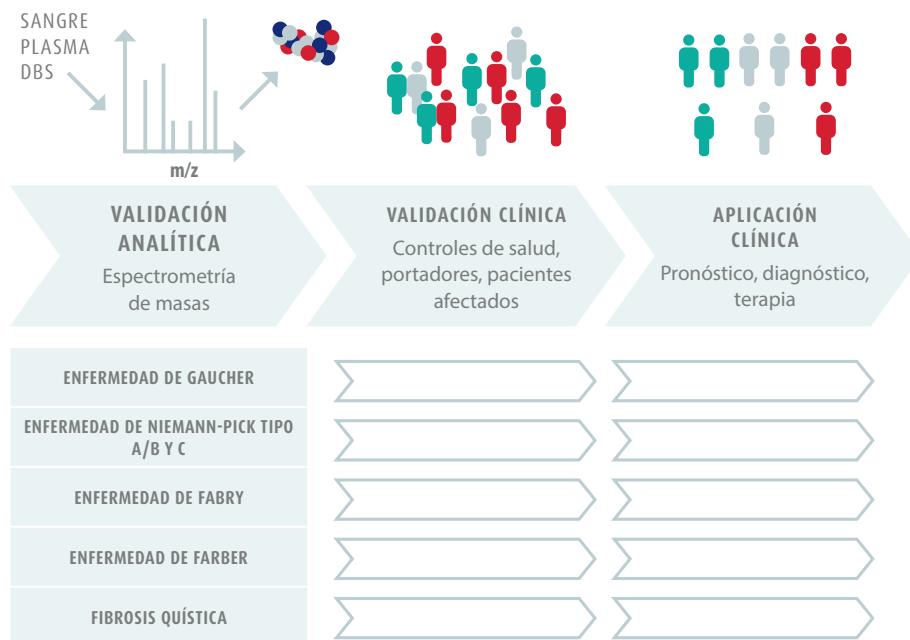 SANGRE
PLASMA
DBS
m/z
VALIDACIÓN
ANALÍTICA
Espectrometría
de masas
VALIDACIÓN CLÍNICA
Controles de salud,
portadores, pacientes
afectados
APLICACIÓN
CLÍNICA
Pronóstico, diagnóstico,
terapia
ENFERMEDAD DE GAUCHER
ENFERMEDAD DE NIEMANN-PICK TIPO
A/B Y C
ENFERMEDAD DE FABRY
ENFERMEDAD DE FARBER
FIBROSIS QUÍSTICA